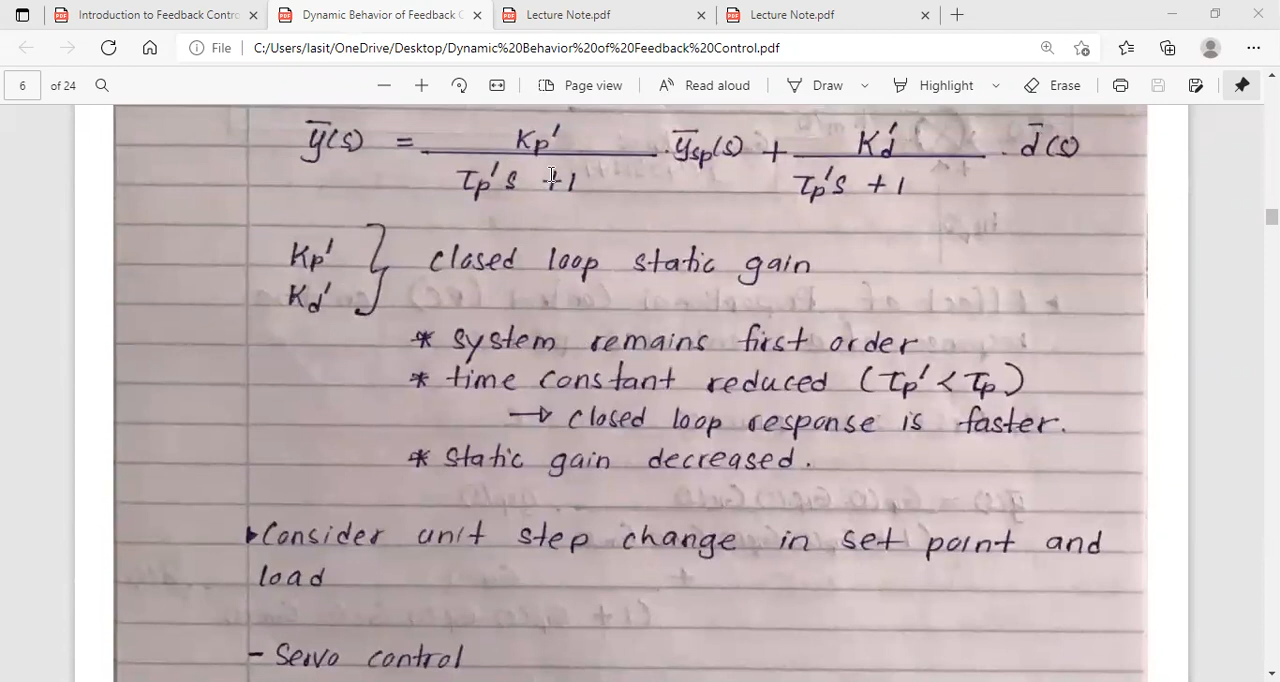 Introduction to Feedback Contro
Dynamic Behavior of Feedback C
Lecture Note.pdf
Lecture Note.pdf
File
C:/Users/lasit/OneDrive/Desktop/Dynamic%20Behavior%20of%20Feedback%20Control.pdf
6 of 24
Page view
Read aloud
Draw
Highlight
Erase
ȳ(s) = Kp' / (τp's + 1) . ȳsp(s) + Kd' / (τp's + 1) . d̄(s)
Kp'
Kd'
} closed loop static gain
* system remains first order
* time constant reduced (τp' < τp)
→ closed loop response is faster.
* static gain decreased.
▸Consider unit step change in set point and
load
- Servo control